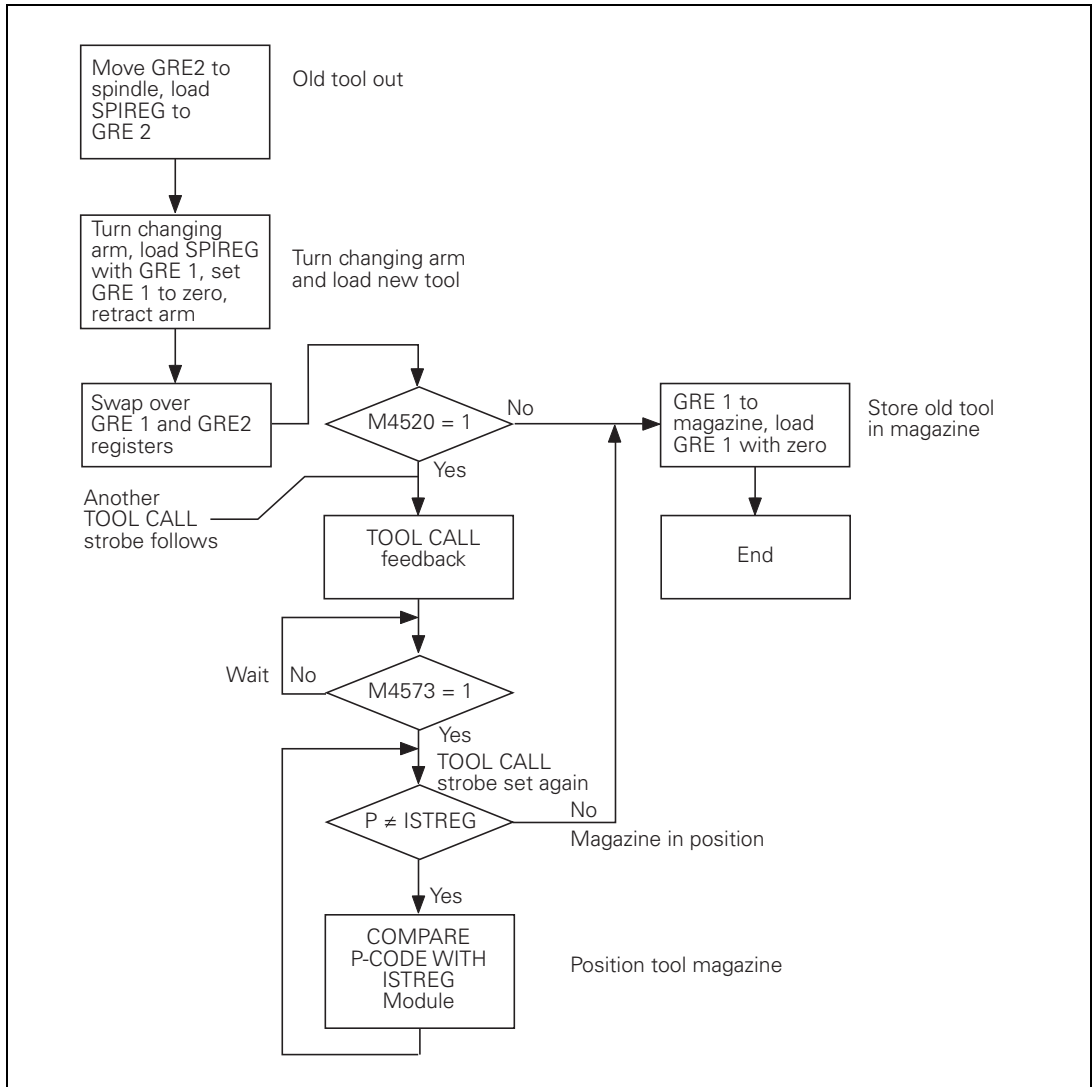 Move GRE2 to
spindle, load
SPIREG to
GRE 2
Old tool out
Turn changing
arm, load SPIREG
with GRE 1, set
GRE 1 to zero,
retract arm
Turn changing arm
and load new tool
Swap over
GRE 1 and GRE2
registers
M4520 = 1
No
Yes
GRE 1 to
magazine, load
GRE 1 with zero
Store old tool
in magazine
Another
TOOL CALL
strobe follows
TOOL CALL
feedback
End
Wait
No
M4573 = 1
Yes
TOOL CALL
strobe set again
P ≠ ISTREG
No
Magazine in position
Yes
COMPARE
P-CODE WITH
ISTREG
Module
Position tool magazine